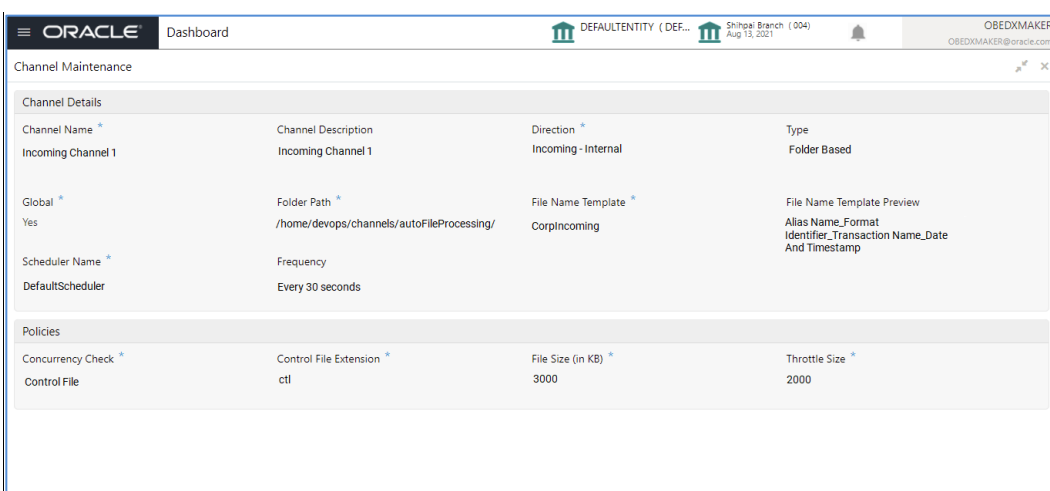 ORACLE
Dashboard
DEFAULTENTITY ( DEF...
Shihpai Branch ( 004)
Aug 13, 2021
OBEDXMAKER
OBEDXMAKER@oracle.com
Channel Maintenance
Channel Details
Channel Name *
Channel Description
Direction *
Type
Incoming Channel 1
Incoming Channel 1
Incoming - Internal
Folder Based
Global *
Folder Path *
File Name Template *
File Name Template Preview
Yes
/home/devops/channels/autoFileProcessing/
CorpIncoming
Alias Name_Format
Identifier_Transaction Name_Date
And Timestamp
Scheduler Name *
Frequency
DefaultScheduler
Every 30 seconds
Policies
Concurrency Check *
Control File Extension *
File Size (in KB) *
Throttle Size *
Control File
ctl
3000
2000